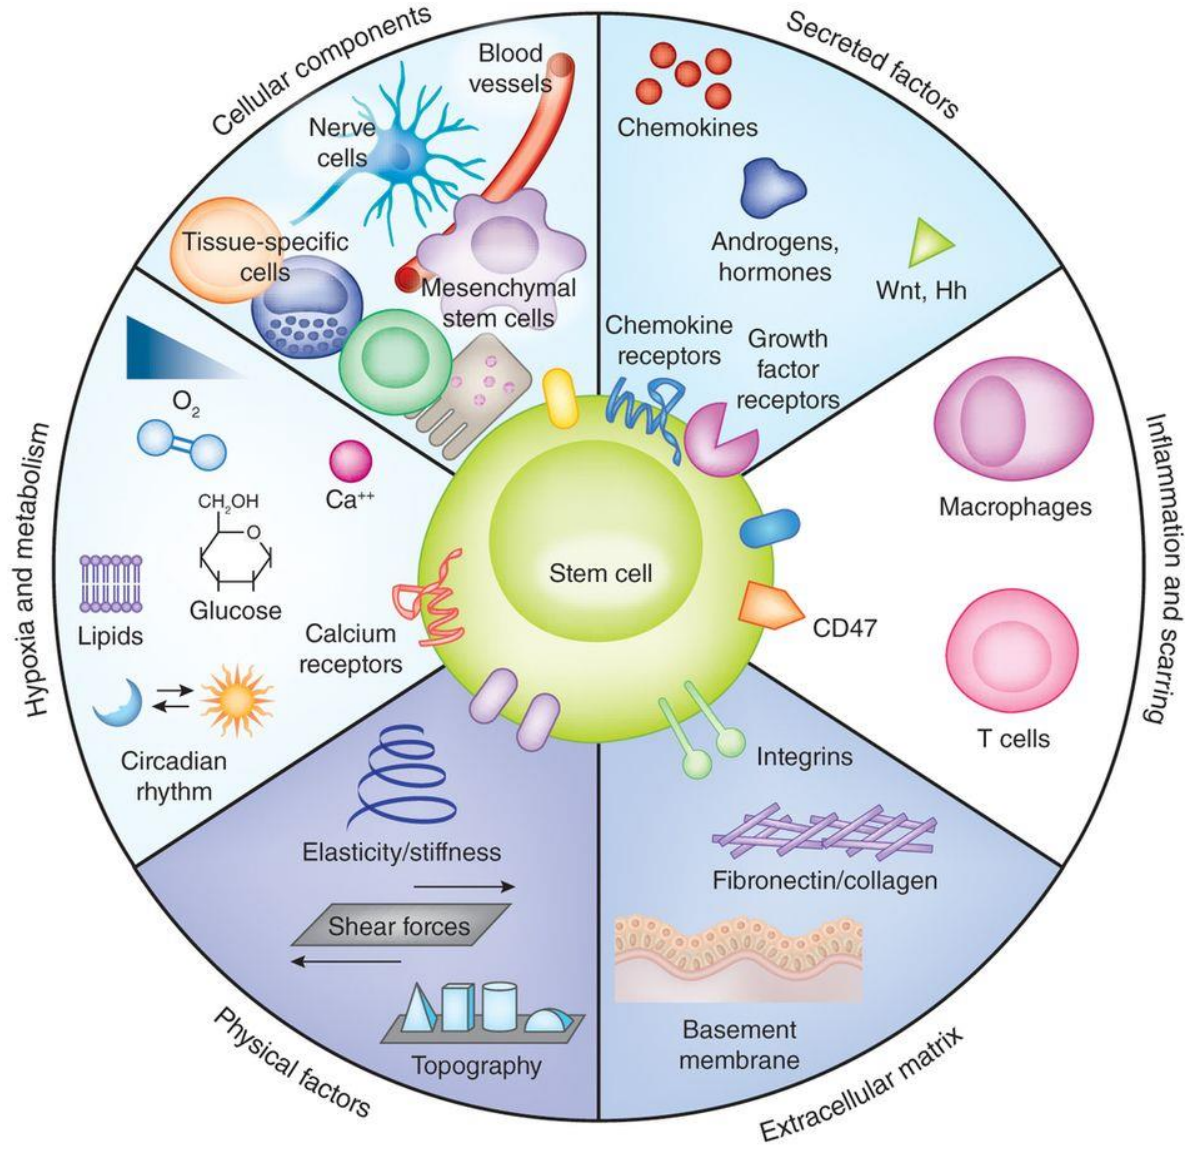 Cellular components
Blood
vessels
Nerve
cells
Tissue-specific
cells
Mesenchymal
stem cells
Secreted factors
Chemokines
Androgens,
hormones
Wnt, Hh
Chemokine
receptors
Growth
factor
receptors
Inflammation and scarring
Macrophages
CD47
T cells
Stem cell
Hypoxia and metabolism
O₂
Ca⁺⁺
CH₂OH
O
Glucose
Lipids
Calcium
receptors
Circadian
rhythm
Physical factors
Elasticity/stiffness
Shear forces
Topography
Extracellular matrix
Integrins
Fibronectin/collagen
Basement
membrane